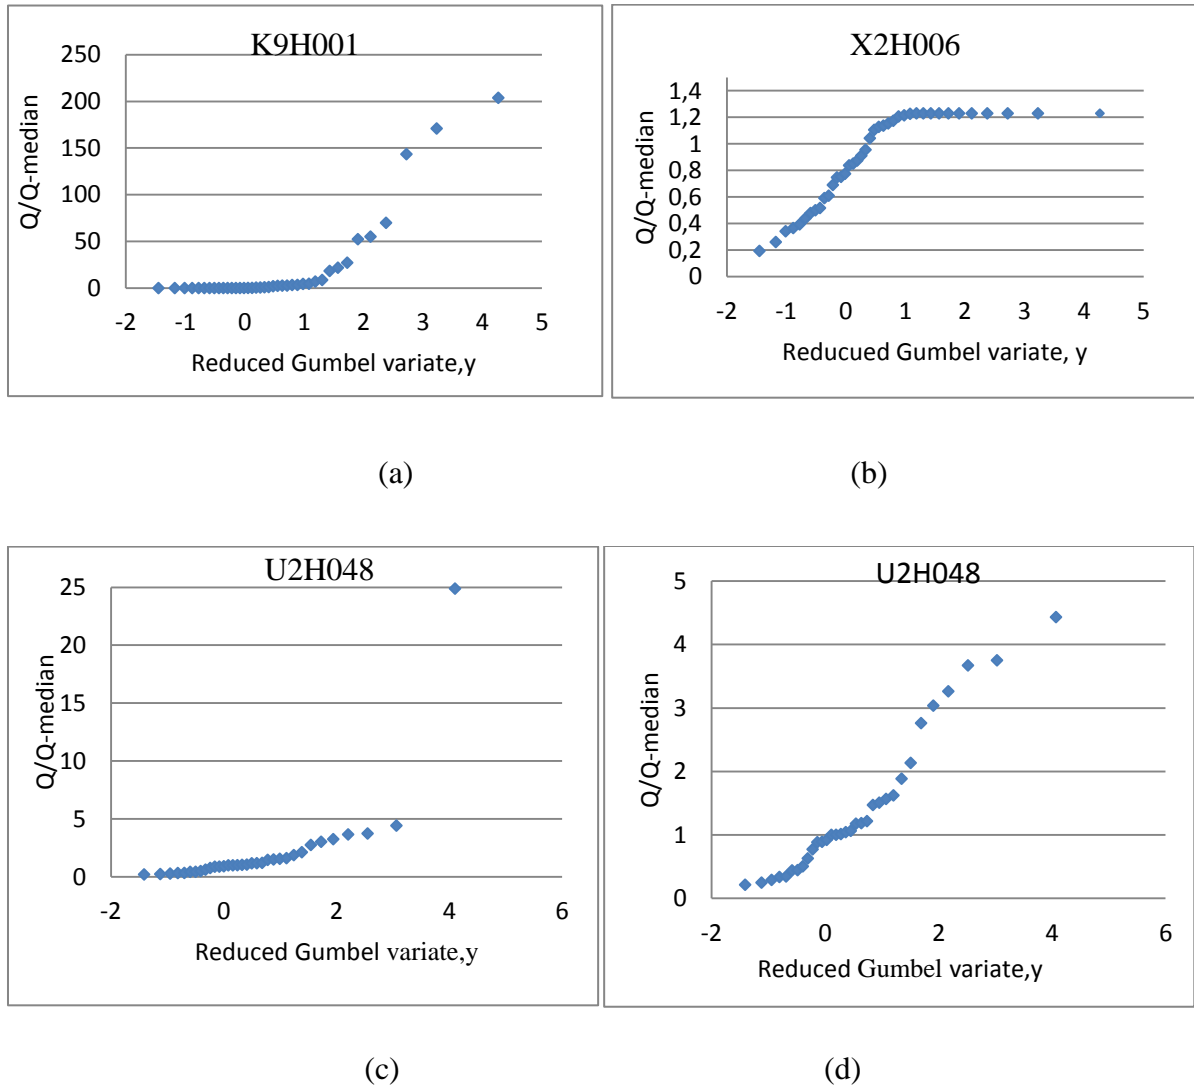 K9H001
250
200
150
100
50
0
-2 -1 0 1 2 3 4 5
Q/Q-median
Reduced Gumbel variate,y
X2H006
1,4
1,2
1
0,8
0,6
0,4
0,2
0
-2 -1 0 1 2 3 4 5
Q/Q-median
Reducued Gumbel variate, y
(a)
(b)
U2H048
25
20
15
10
5
0
-2 0 2 4 6
Q/Q-median
Reduced Gumbel variate,y
U2H048
5
4
3
2
1
0
-2 0 2 4 6
Q/Q-median
Reduced Gumbel variate,y
(c)
(d)